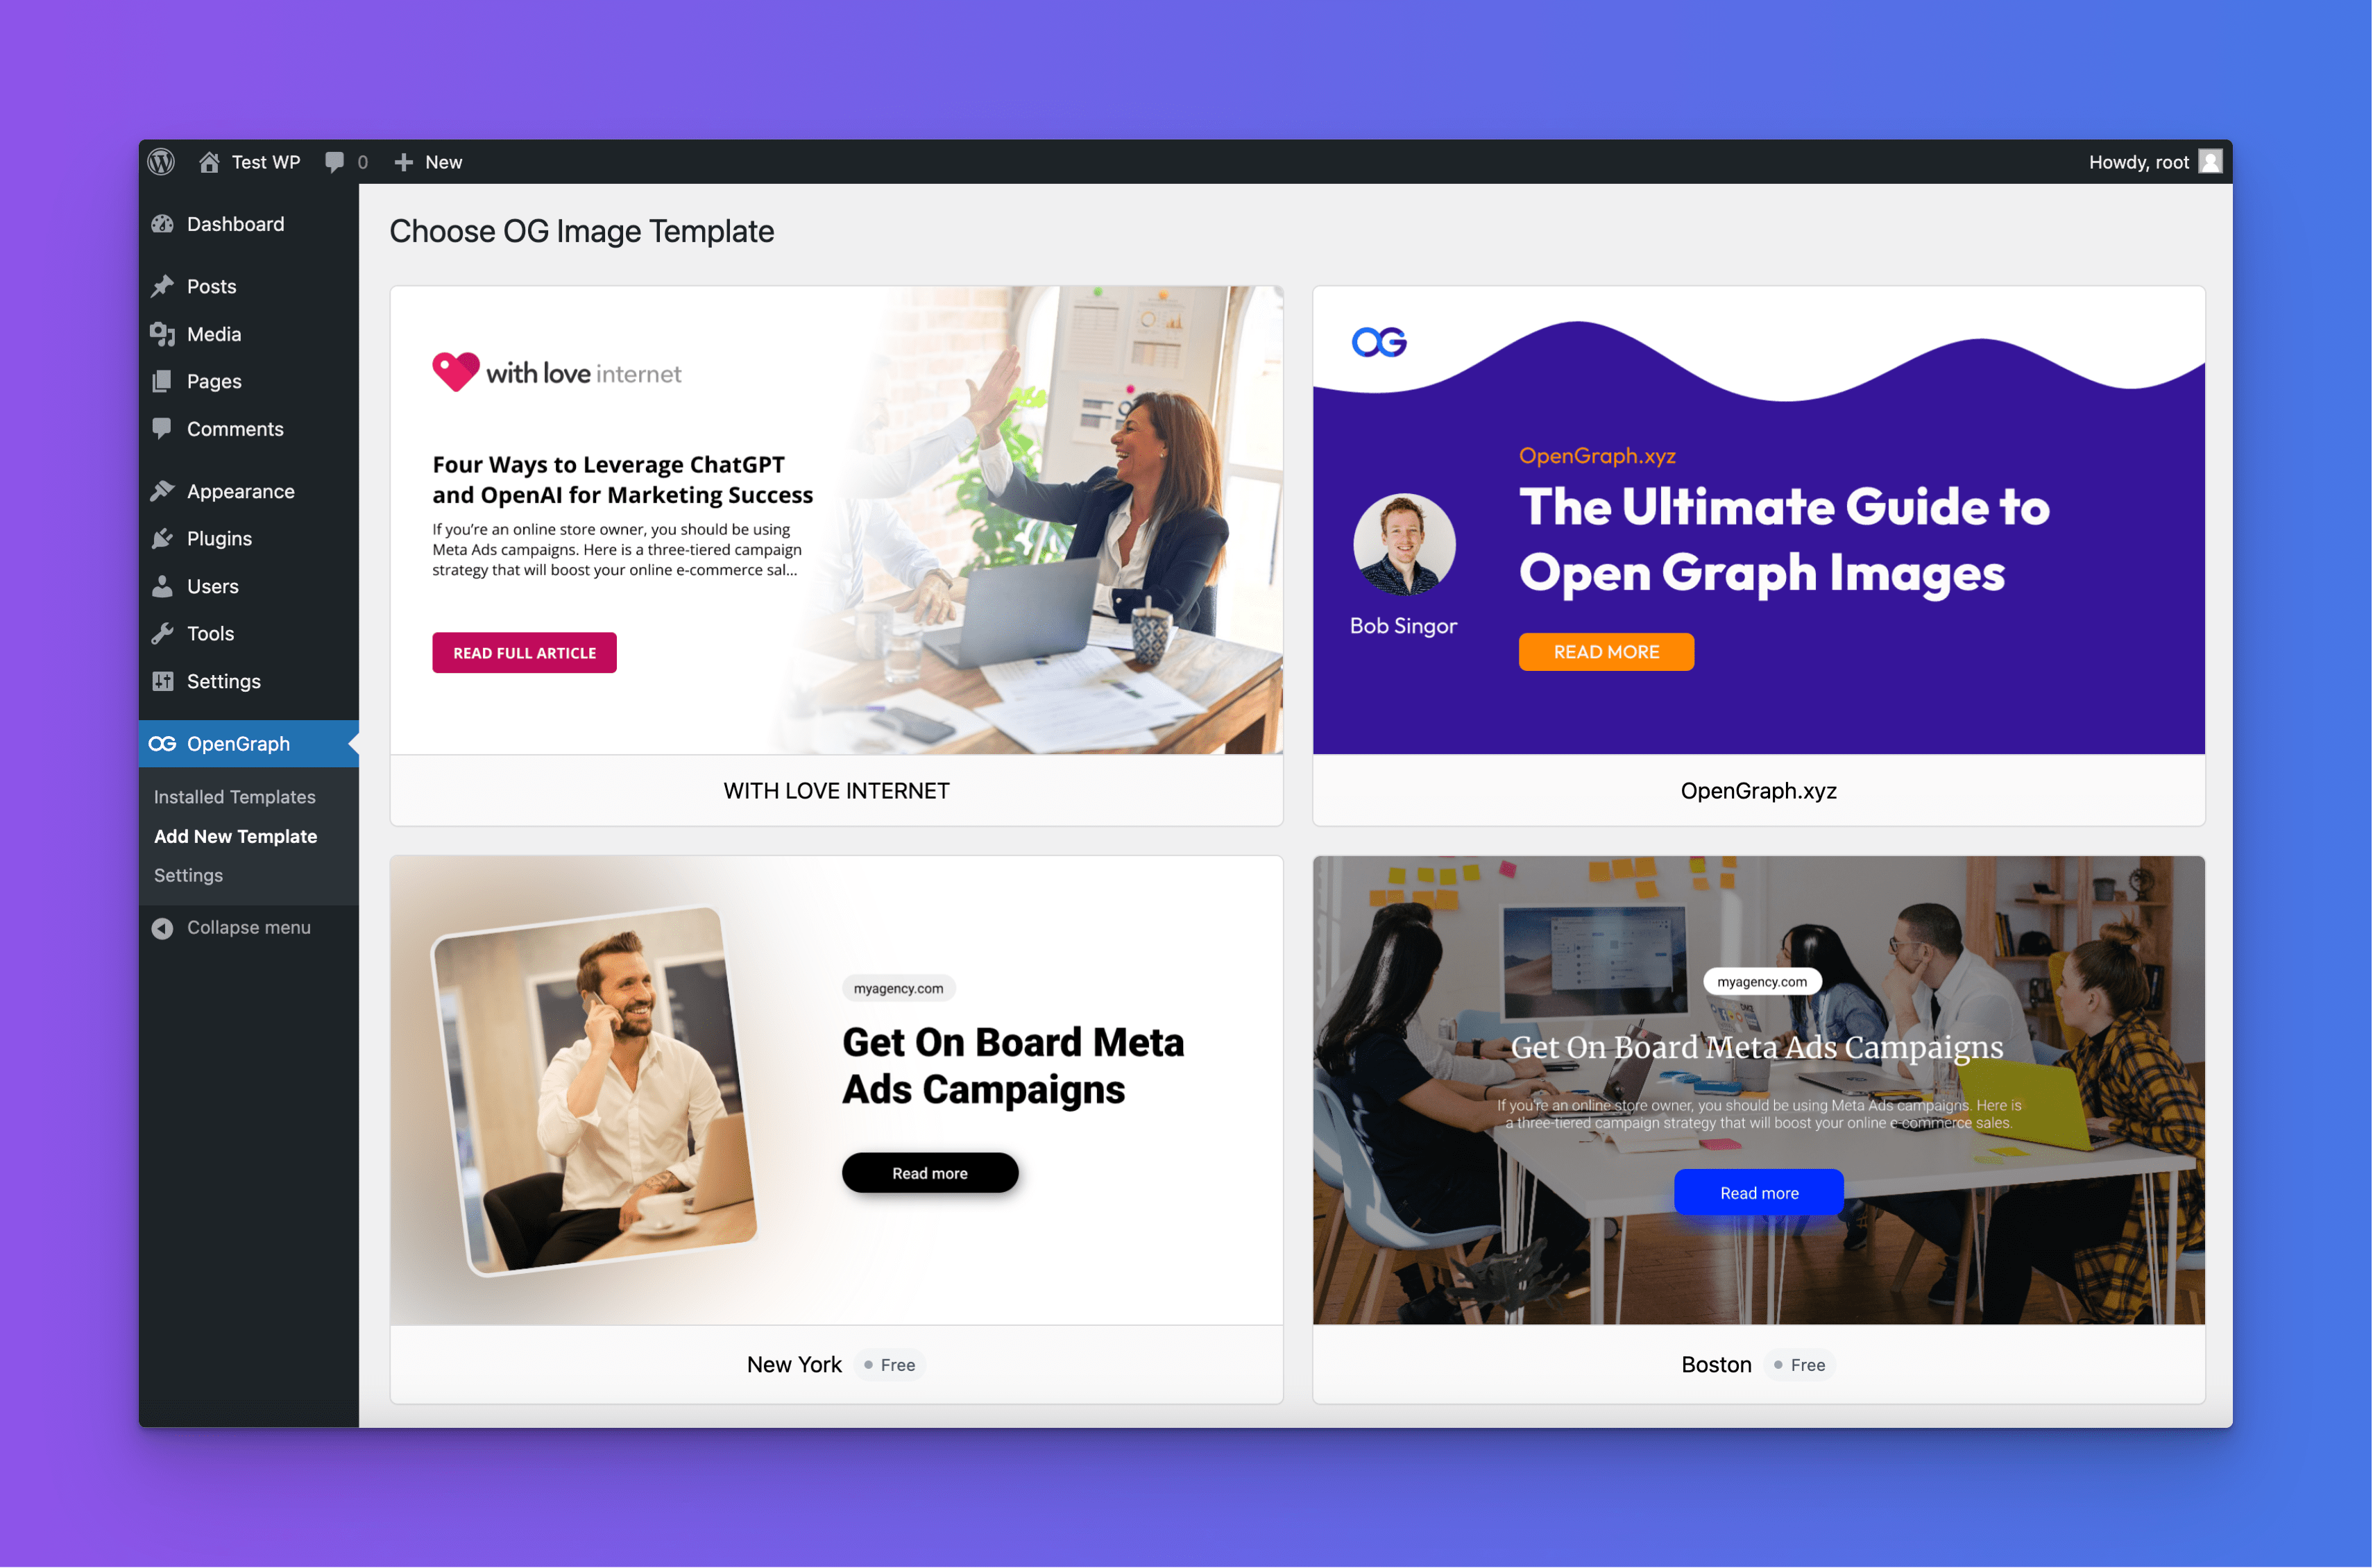 Test WP
0
New
Howdy, root
Dashboard
Posts
Media
Pages
Comments
Appearance
Plugins
Users
Tools
Settings
OG OpenGraph
Installed Templates
Add New Template
Settings
Collapse menu
Choose OG Image Template
with love internet
Four Ways to Leverage ChatGPT
and OpenAI for Marketing Success
If you're an online store owner, you should be using
Meta Ads campaigns. Here is a three-tiered campaign
strategy that will boost your online e-commerce sal...
READ FULL ARTICLE
WITH LOVE INTERNET
OG
OpenGraph.xyz
The Ultimate Guide to
Open Graph Images
Bob Singor
READ MORE
OpenGraph.xyz
myagency.com
Get On Board Meta
Ads Campaigns
Read more
New York
Free
myagency.com
Get On Board Meta Ads Campaigns
If you're an online store owner, you should be using Meta Ads campaigns. Here is
a three-tiered campaign strategy that will boost your online e-commerce sales.
Read more
Boston
Free